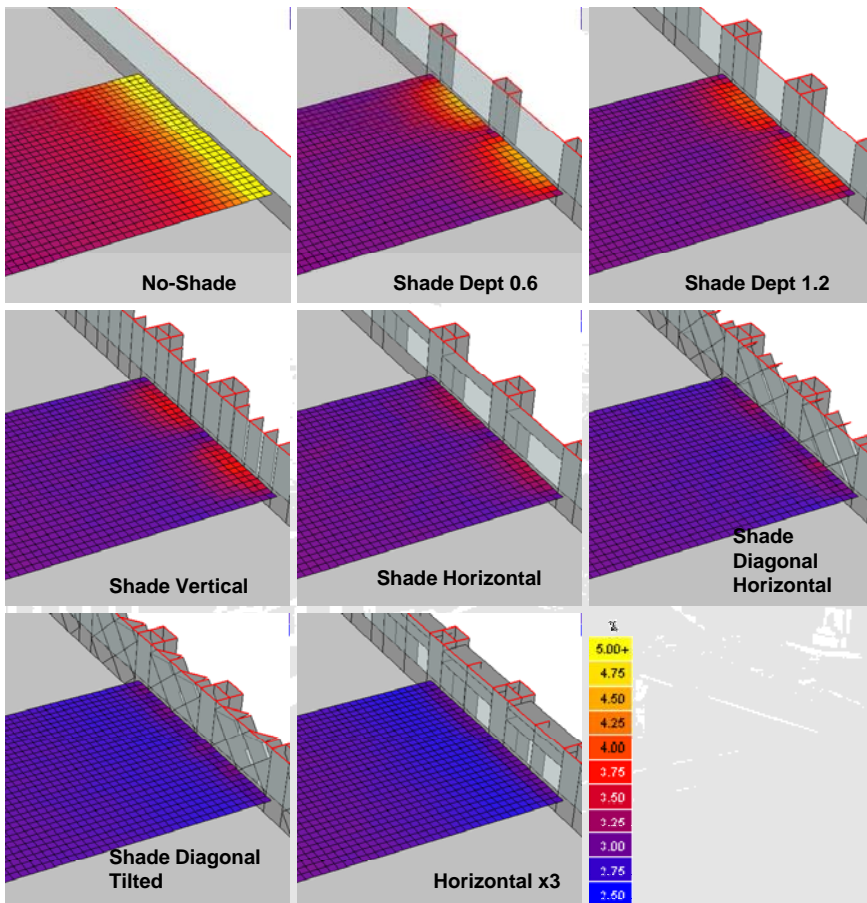 No-Shade
Shade Dept 0.6
Shade Dept 1.2
Shade Vertical
Shade Horizontal
Shade
Diagonal
Horizontal
Shade Diagonal
Tilted
Horizontal x3
%
5.00+
4.75
4.50
4.25
4.00
3.75
3.50
3.25
3.00
2.75
2.50